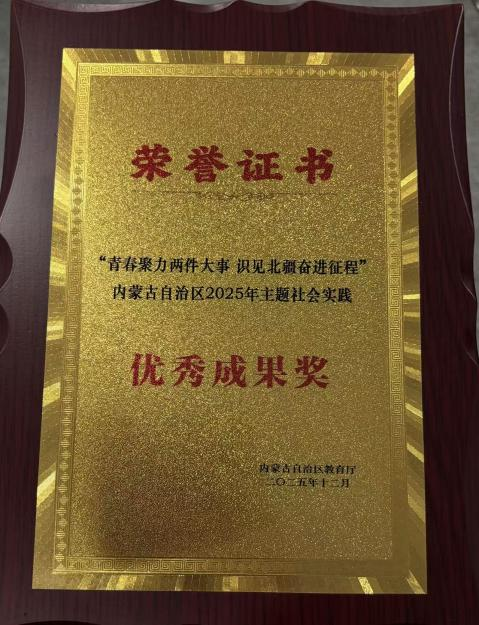 荣誉证书
“青春聚力两件大事 识见北疆奋进征程”
内蒙古自治区2025年主题社会实践
优秀成果奖
内蒙古自治区教育厅
二〇二五年十二月